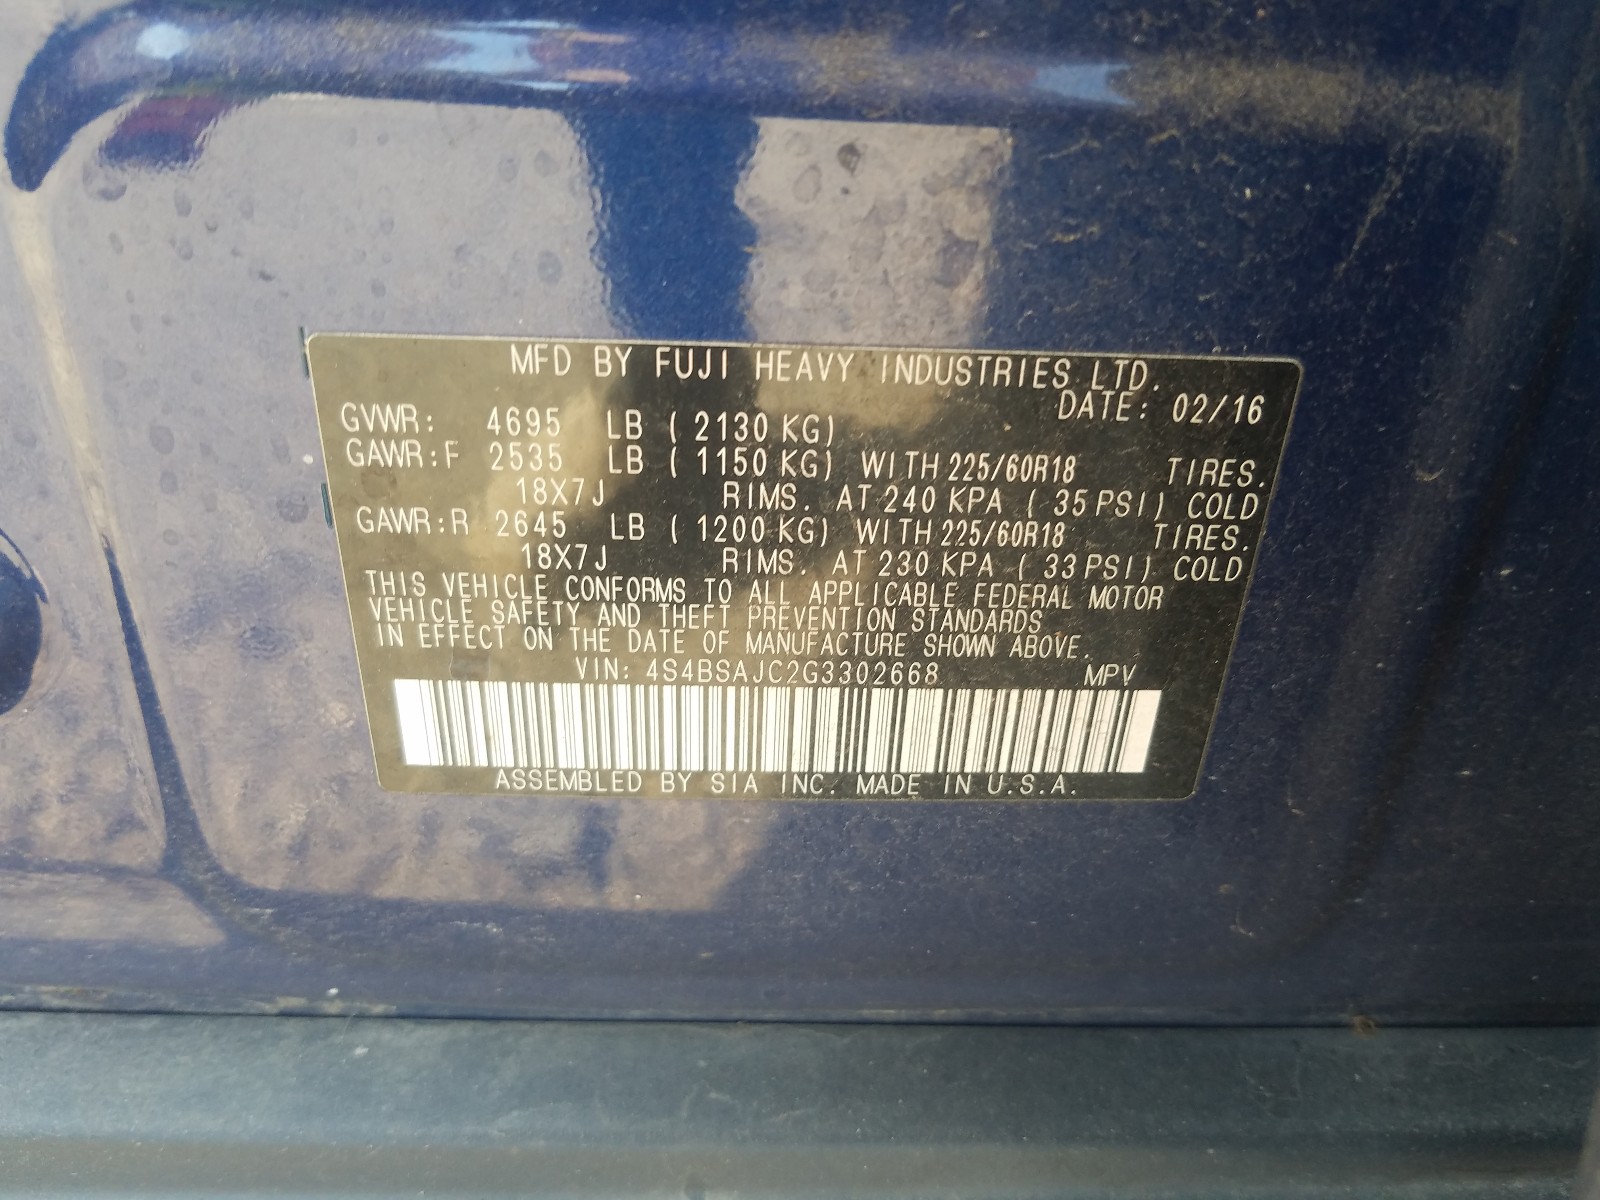 MFD BY FUJI HEAVY INDUSTRIES LTD.
DATE: 02/16
GVWR: 4695 LB ( 2130 KG)
GAWR:F 2535 LB ( 1150 KG) WITH 225/60R18 TIRES.
18X7J RIMS. AT 240 KPA ( 35 PSI) COLD
GAWR:R 2645 LB ( 1200 KG) WITH 225/60R18 TIRES.
18X7J RIMS. AT 230 KPA ( 33 PSI) COLD
THIS VEHICLE CONFORMS TO ALL APPLICABLE FEDERAL MOTOR
VEHICLE SAFETY AND THEFT PREVENTION STANDARDS
IN EFFECT ON THE DATE OF MANUFACTURE SHOWN ABOVE.
VIN: 4S4BSAJC2G3302668 MPV
ASSEMBLED BY SIA INC. MADE IN U.S.A.